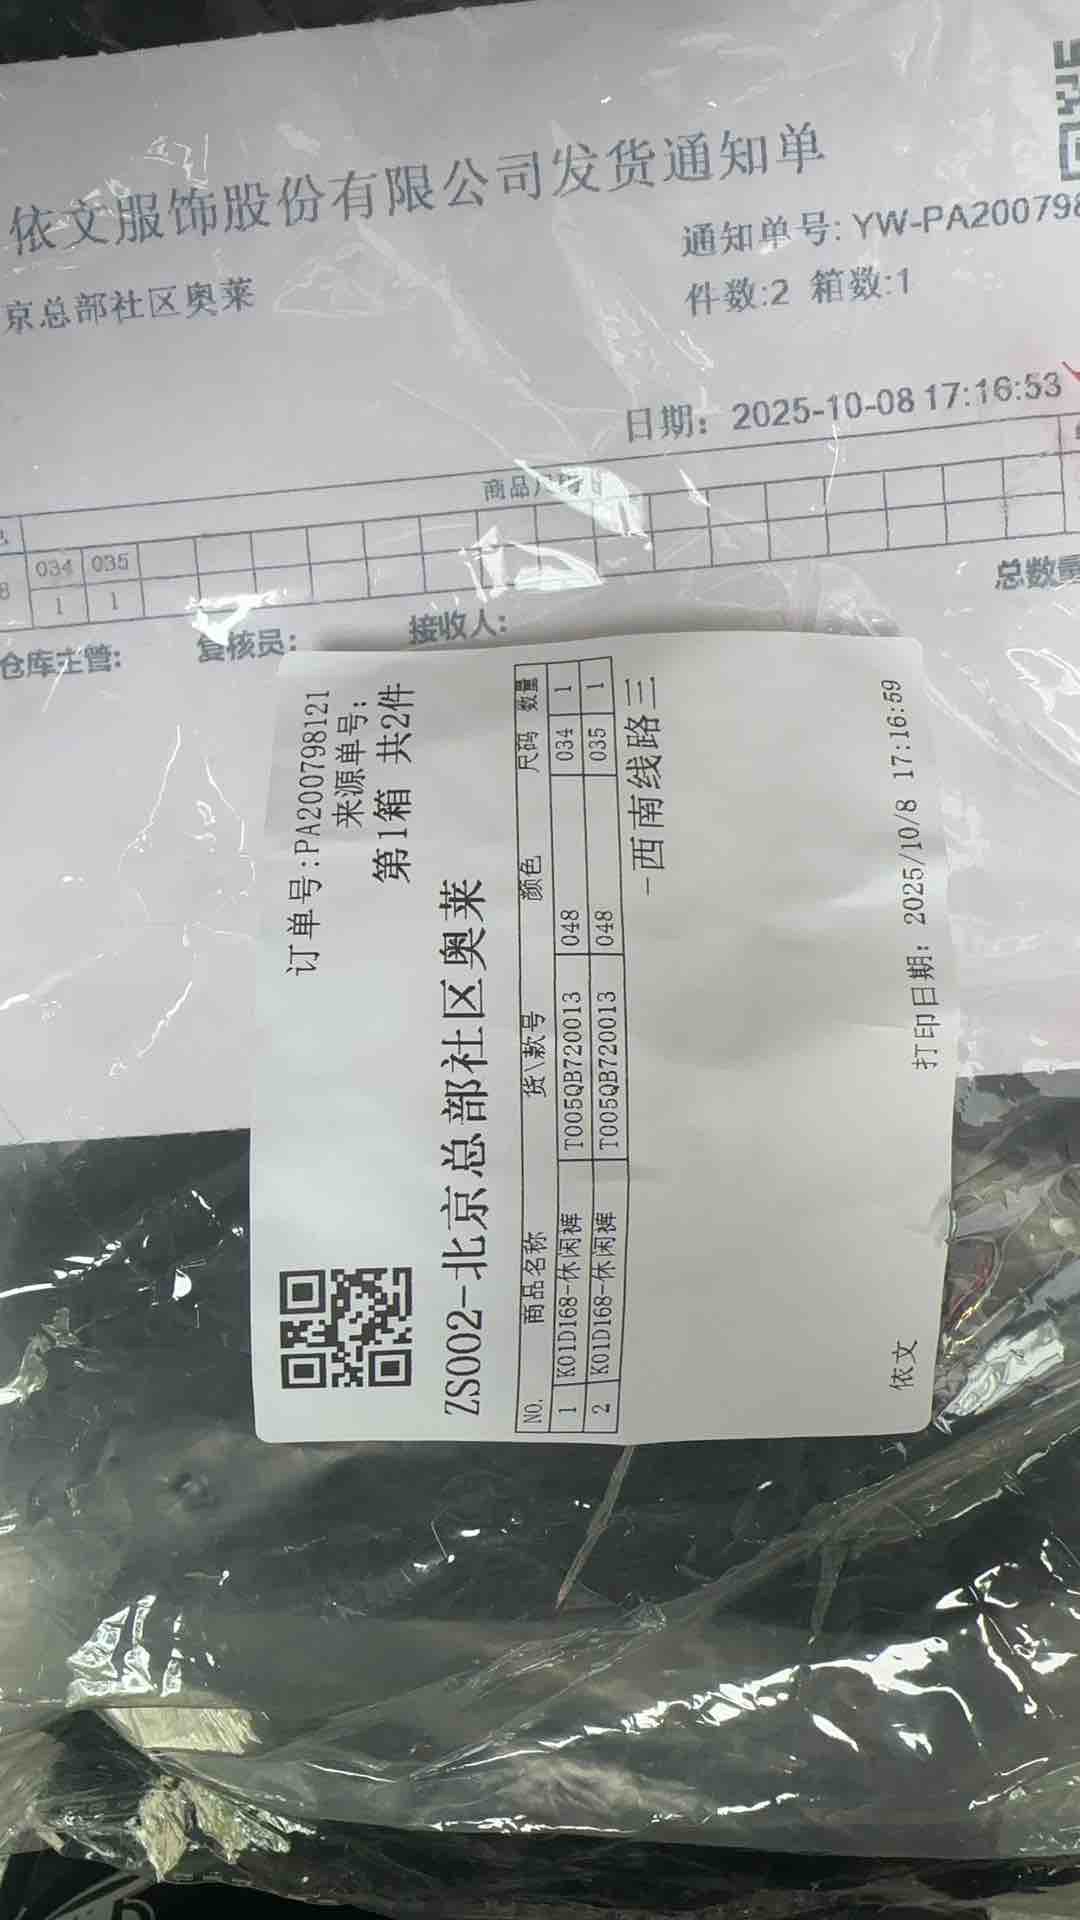 依文服饰股份有限公司发货通知单
通知单号: YW-PA200798
京总部社区奥莱
件数:2 箱数:1
日期: 2025-10-08 17:16:53
商品尺码
034 035
8 1 1
总数量
仓库主管: 复核员: 接收人:
订单号:PA200798121
来源单号:
第1箱 共2件
ZS002-北京总部社区奥莱
NO. 商品名称 货\款号 颜色 尺码 数量
1 K01D168-休闲裤 T005QB720013 048 034 1
2 K01D168-休闲裤 T005QB720013 048 035 1
-西南线路三
依文 打印日期: 2025/10/8 17:16:59